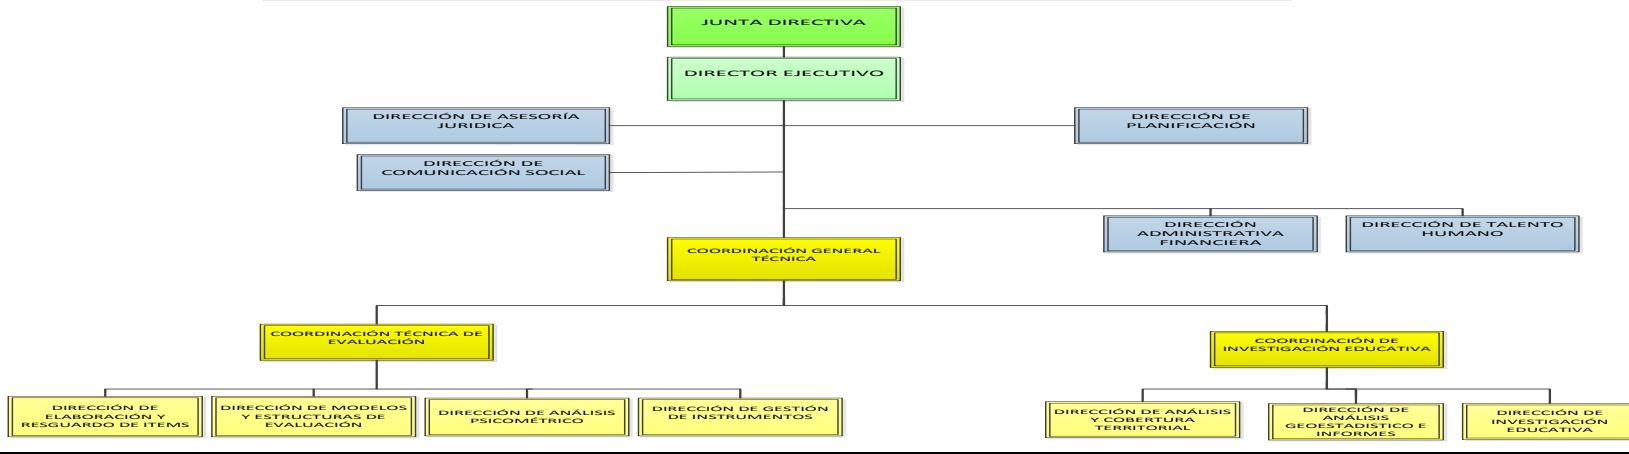 JUNTA DIRECTIVA
DIRECTOR EJECUTIVO
DIRECCIÓN DE ASESORÍA
JURIDICA
DIRECCIÓN DE
PLANIFICACIÓN
DIRECCIÓN DE
COMUNICACIÓN SOCIAL
DIRECCIÓN
ADMINISTRATIVA
FINANCIERA
DIRECCIÓN DE TALENTO
HUMANO
COORDINACIÓN GENERAL
TÉCNICA
COORDINACIÓN TÉCNICA DE
EVALUACIÓN
COORDINACIÓN DE
INVESTIGACIÓN EDUCATIVA
DIRECCIÓN DE
ELABORACIÓN Y
RESGUARDO DE ITEMS
DIRECCIÓN DE MODELOS
Y ESTRUCTURAS DE
EVALUACIÓN
DIRECCIÓN DE ANÁLISIS
PSICOMÉTRICO
DIRECCIÓN DE GESTIÓN
DE INSTRUMENTOS
DIRECCIÓN DE ANÁLISIS
Y COBERTURA
TERRITORIAL
DIRECCIÓN DE
ANÁLISIS
GEOESTADISTICO E
INFORMES
DIRECCIÓN DE
INVESTIGACIÓN
EDUCATIVA